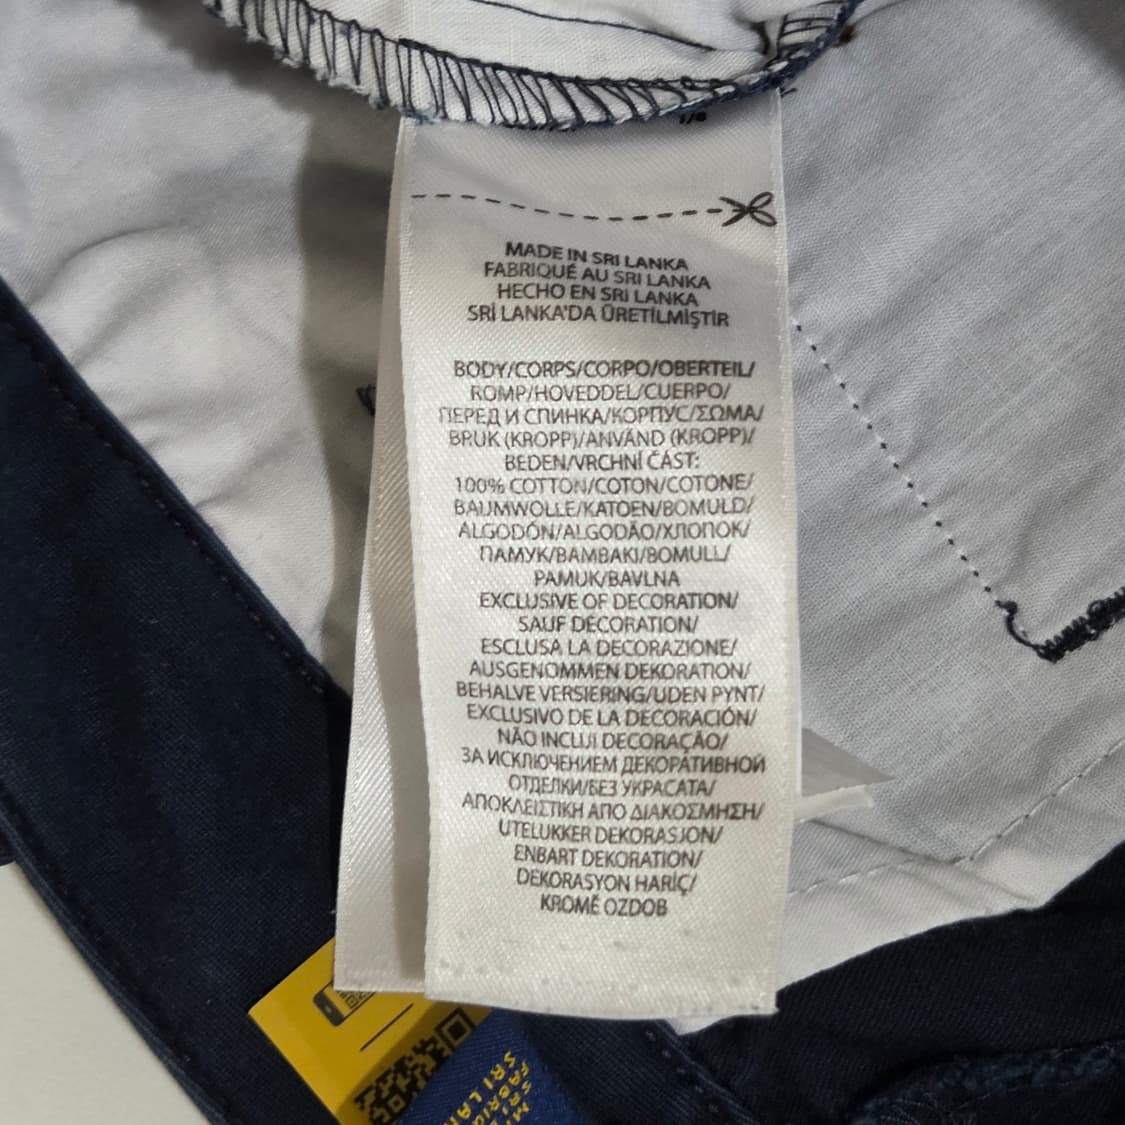 MADE IN SRI LANKA
FABRIQUÉ AU SRI LANKA
HECHO EN SRI LANKA
SRİ LANKA'DA ÜRETİLMİŞTİR
BODY/CORPS/CORPO/OBERTEIL/
ROMP/HOVEDDEL/CUERPO/
ПЕРЕД И СПИНКА/КОРПУС/ΣΩΜΑ/
BRUK (KROPP)/ANVÄND (KROPP)/
BEDEN/VRCHNÍ ČÁST:
100% COTTON/COTON/COTONE/
BAUMWOLLE/KATOEN/BOMULD/
ALGODÓN/ALGODÃO/ХЛОПОК/
ПАМУК/ΒΑΜΒΑΚΙ/BOMULL/
PAMUK/BAVLNA
EXCLUSIVE OF DECORATION/
SAUF DÉCORATION/
ESCLUSA LA DECORAZIONE/
AUSGENOMMEN DEKORATION/
BEHALVE VERSIERING/UDEN PYNT/
EXCLUSIVO DE LA DECORACIÓN/
NÃO INCLUI DECORAÇÃO/
ЗА ИСКЛЮЧЕНИЕМ ДЕКОРАТИВНОЙ
ОТДЕЛКИ/БЕЗ УКРАСАТА/
ΑΠΟΚΛΕΙΣΤΙΚΗ ΑΠΟ ΔΙΑΚΟΣΜΗΣΗ/
UTELUKKER DEKORASJON/
ENBART DEKORATION/
DEKORASYON HARİÇ/
KROMĚ OZDOB